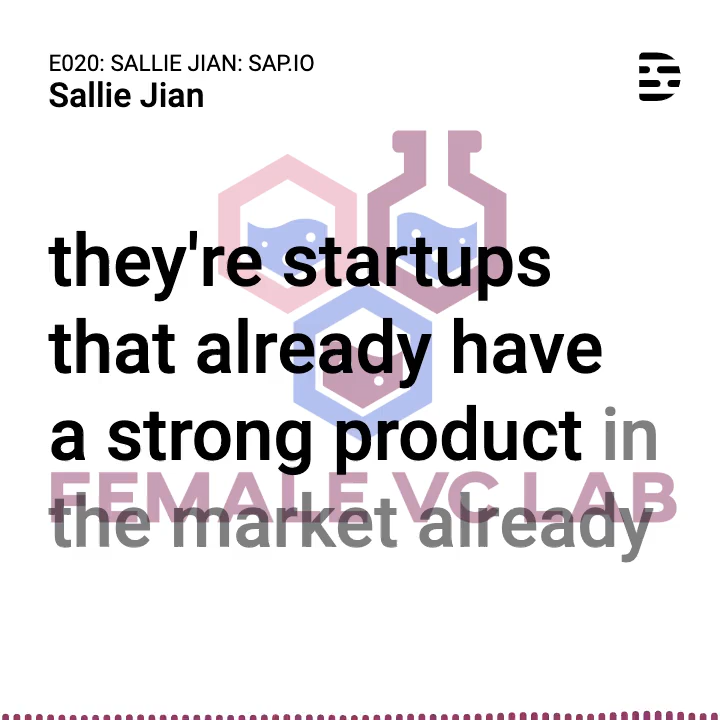 E020: SALLIE JIAN: SAP.IO
Sallie Jian
they're startups
that already have
a strong product in
FEMALE VC LAB
the market already